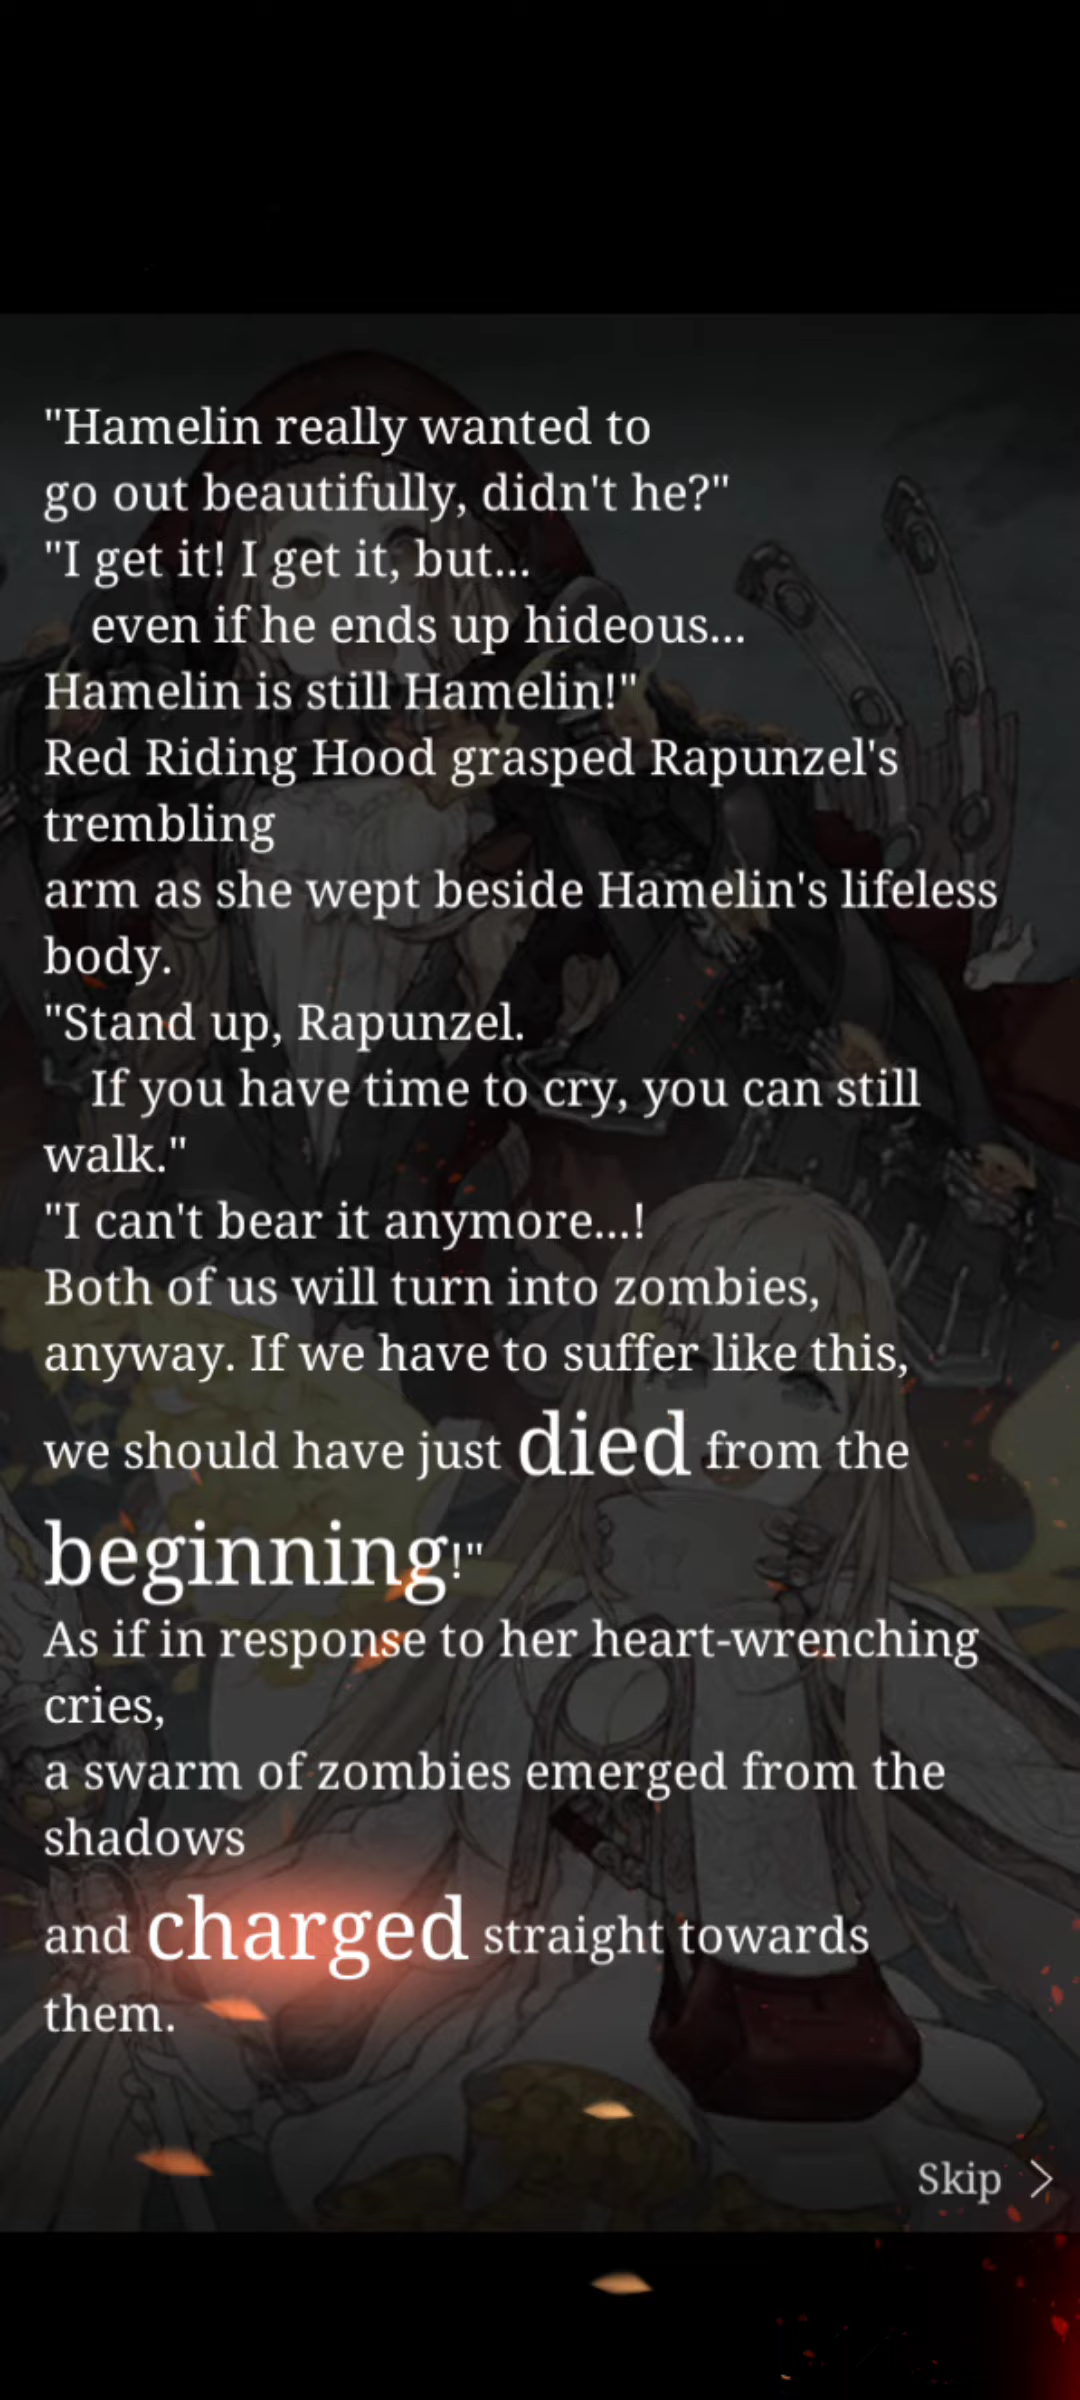 "Hamelin really wanted to
go out beautifully, didn't he?"
"I get it! I get it, but...
even if he ends up hideous...
Hamelin is still Hamelin!"
Red Riding Hood grasped Rapunzel's
trembling
arm as she wept beside Hamelin's lifeless
body.
"Stand up, Rapunzel.
If you have time to cry, you can still
walk."
"I can't bear it anymore...!
Both of us will turn into zombies,
anyway. If we have to suffer like this,
we should have just died from the
beginning!"
As if in response to her heart-wrenching
cries,
a swarm of zombies emerged from the
shadows
and charged straight towards
them.
Skip >